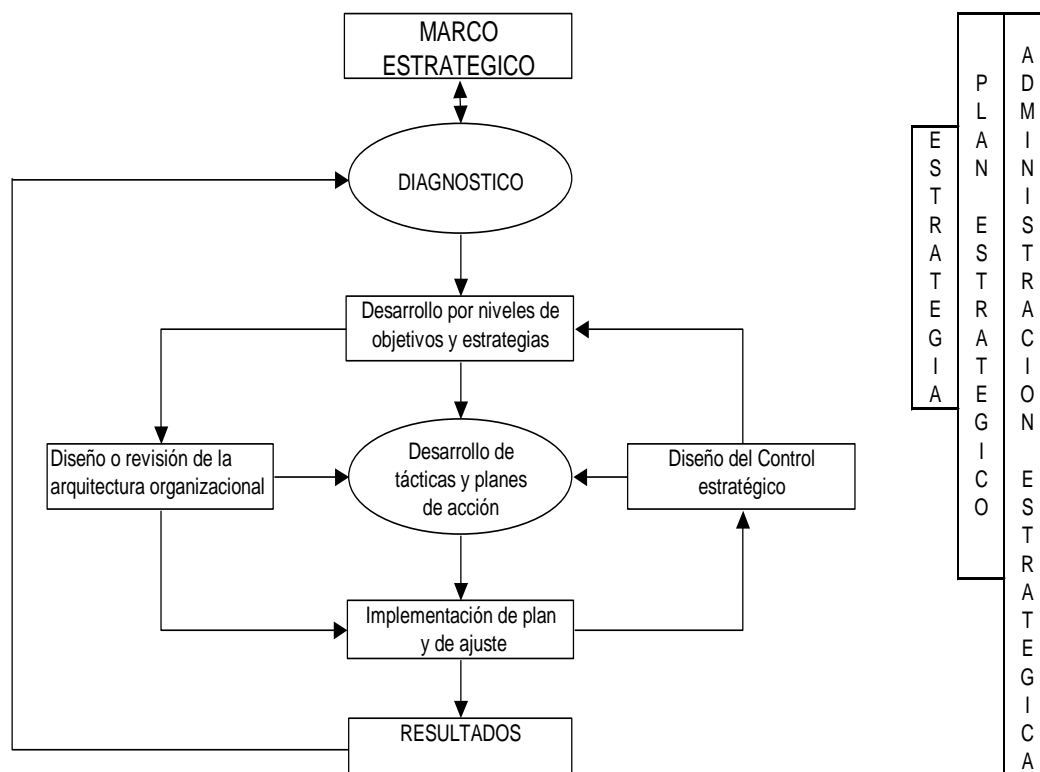 MARCO
ESTRATEGICO
DIAGNOSTICO
Desarrollo por niveles de
objetivos y estrategias
Diseño o revisión de la
arquitectura organizacional
Desarrollo de
tácticas y planes
de acción
Diseño del Control
estratégico
Implementación de plan
y de ajuste
RESULTADOS
ESTRATEGIA
PLAN ESTRATEGICO
ADMINISTRACION ESTRATEGICA